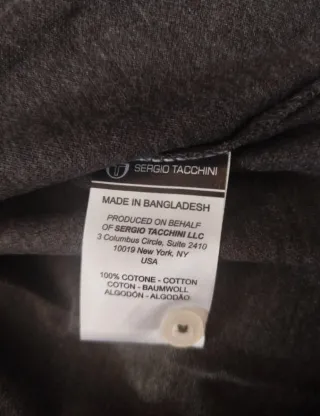 SERGIO TACCHINI
MADE IN BANGLADESH
PRODUCED ON BEHALF
OF SERGIO TACCHINI LLC
3 Columbus Circle, Suite 2410
10019 New York, NY
USA
100% COTONE - COTTON
COTON - BAUMWOLL
ALGODÓN - ALGODÃO